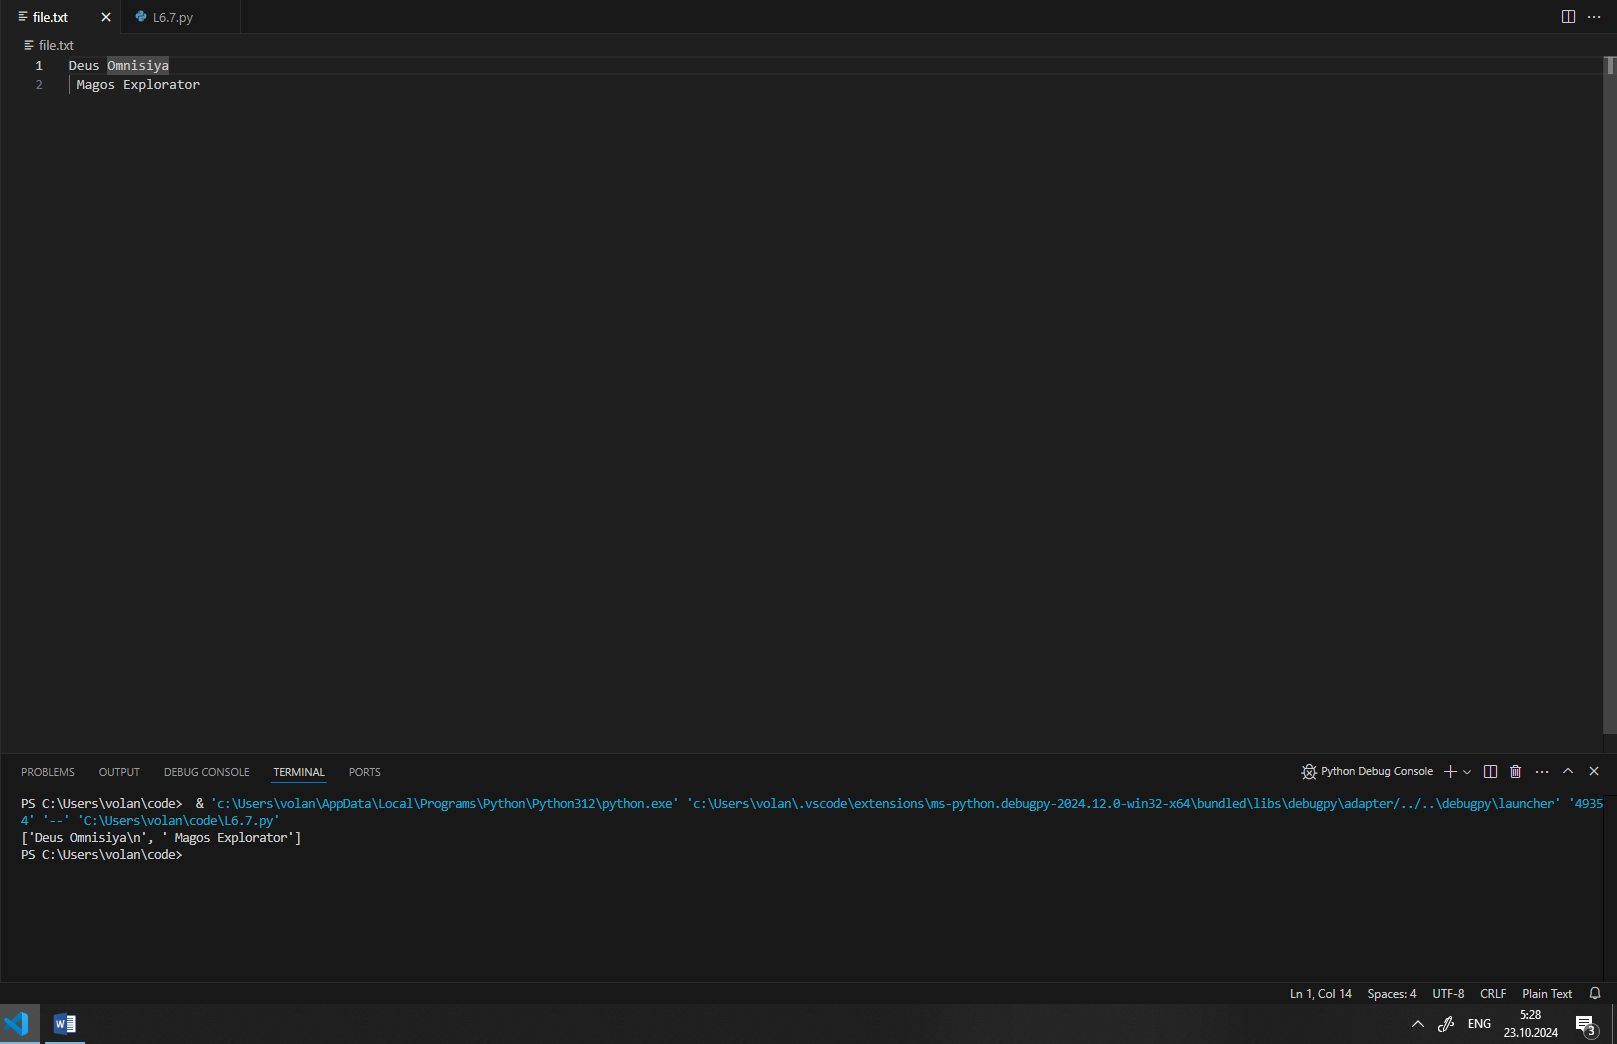 file.txt
L6.7.py
file.txt
1 Deus Omnisiya
2  Magos Explorator
PROBLEMS OUTPUT DEBUG CONSOLE TERMINAL PORTS Python Debug Console
PS C:\Users\volan\code>  & 'c:\Users\volan\AppData\Local\Programs\Python\Python312\python.exe' 'c:\Users\volan\.vscode\extensions\ms-python.debugpy-2024.12.0-win32-x64\bundled\libs\debugpy\adapter/../..\debugpy\launcher' '4935
4' '--' 'C:\Users\volan\code\L6.7.py'
['Deus Omnisiya\n', ' Magos Explorator']
PS C:\Users\volan\code>
Ln 1, Col 14 Spaces: 4 UTF-8 CRLF Plain Text
W ENG 5:28
23.10.2024 3